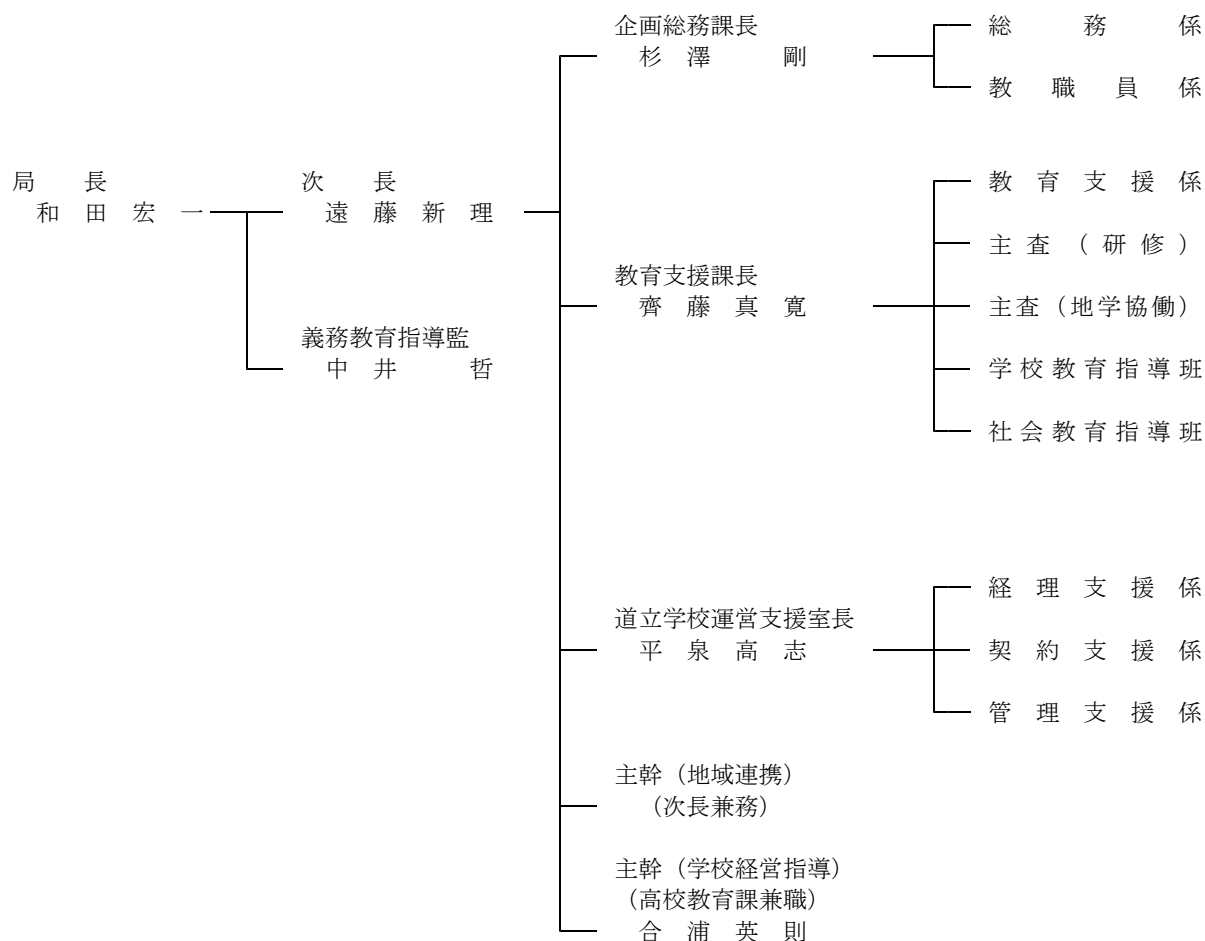 局長
和田宏一
次長
遠藤新理
義務教育指導監
中井哲
企画総務課長
杉澤剛
総務係
教職員係
教育支援課長
齊藤真寛
教育支援係
主査(研修)
主査(地学協働)
学校教育指導班
社会教育指導班
道立学校運営支援室長
平泉高志
経理支援係
契約支援係
管理支援係
主幹(地域連携)
(次長兼務)
主幹(学校経営指導)
(高校教育課兼職)
合浦英則